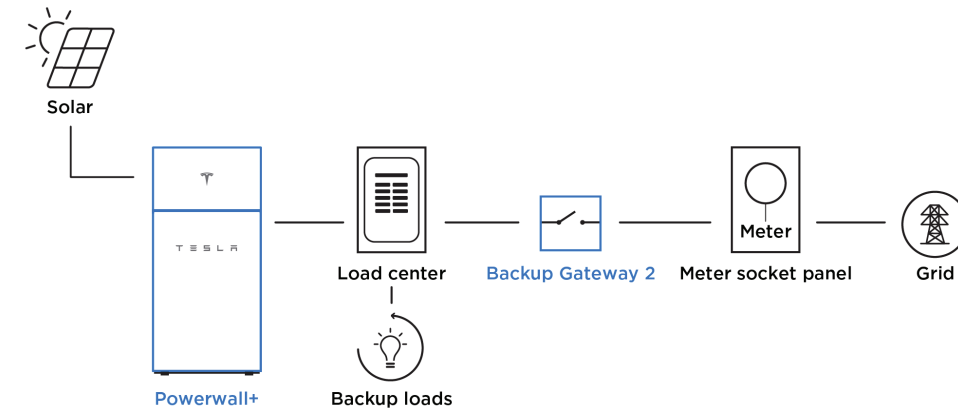 Solar
TESLA
Meter
Load center
Backup Gateway 2
Meter socket panel
Grid
Powerwall+
Backup loads